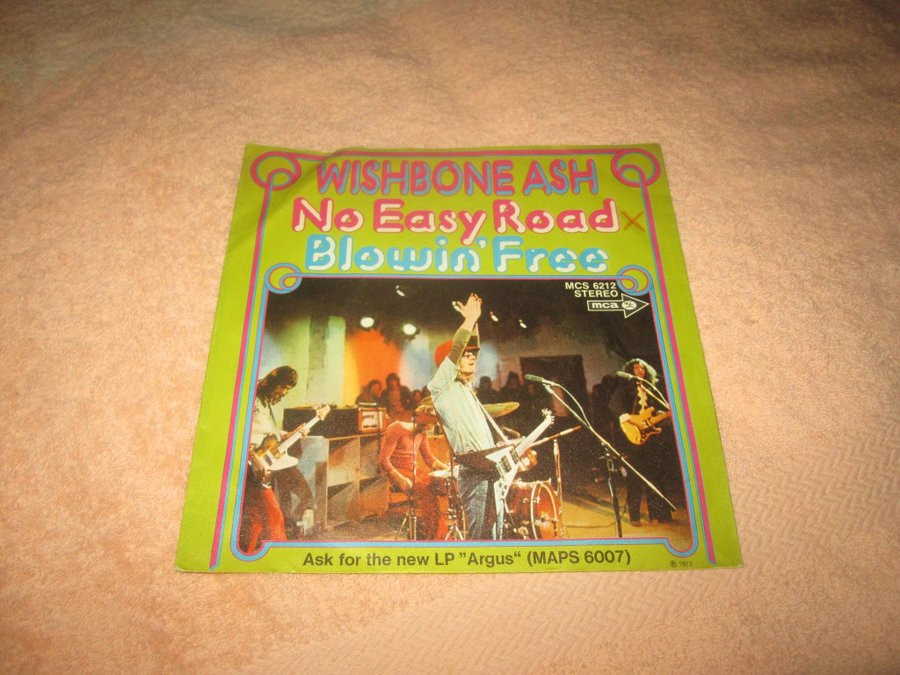 WISHBONE ASH
No Easy Road x
Blowin' Free
MCS 6212
STEREO
mca
Ask for the new LP "Argus“ (MAPS 6007)